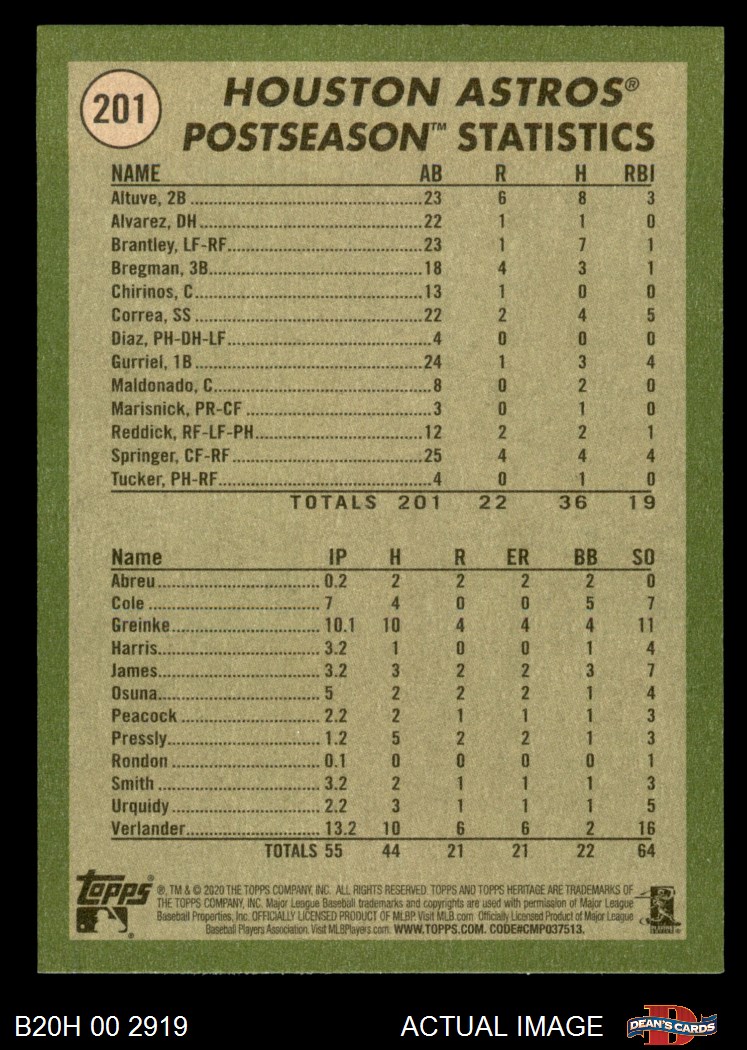 201
HOUSTON ASTROS®
POSTSEASON™ STATISTICS
NAME AB R H RBI
Altuve, 2B ........ 23 6 8 3
Alvarez, DH ........ 22 1 1 0
Brantley, LF-RF ........ 23 1 7 1
Bregman, 3B ........ 18 4 3 1
Chirinos, C ........ 13 1 0 0
Correa, SS ........ 22 2 4 5
Diaz, PH-DH-LF ........ 4 0 0 0
Gurriel, 1B ........ 24 1 3 4
Maldonado, C ........ 8 0 2 0
Marisnick, PR-CF ........ 3 0 1 0
Reddick, RF-LF-PH ........ 12 2 2 1
Springer, CF-RF ........ 25 4 4 4
Tucker, PH-RF ........ 4 0 1 0
TOTALS 201 22 36 19
Name IP H R ER BB SO
Abreu ........ 0.2 2 2 2 2 0
Cole ........ 7 4 0 0 5 7
Greinke ........ 10.1 10 4 4 4 11
Harris ........ 3.2 1 0 0 1 4
James ........ 3.2 3 2 2 3 7
Osuna ........ 5 2 2 2 1 4
Peacock ........ 2.2 2 1 1 1 3
Pressly ........ 1.2 5 2 2 1 3
Rondon ........ 0.1 0 0 0 0 1
Smith ........ 3.2 2 1 1 1 3
Urquidy ........ 2.2 3 1 1 1 5
Verlander ........ 13.2 10 6 6 2 16
TOTALS 55 44 21 21 22 64
Topps
®, TM & © 2020 THE TOPPS COMPANY, INC. ALL RIGHTS RESERVED. TOPPS AND TOPPS HERITAGE ARE TRADEMARKS OF
THE TOPPS COMPANY, INC. Major League Baseball trademarks and copyrights are used with permission of Major League
Baseball Properties, Inc. OFFICIALLY LICENSED PRODUCT OF MLBP. Visit MLB.com Officially Licensed Product of Major League
Baseball Players Association. Visit MLBPlayers.com. WWW.TOPPS.COM. CODE#CMP037513.
B20H 00 2919 ACTUAL IMAGE DEAN'S CARDS